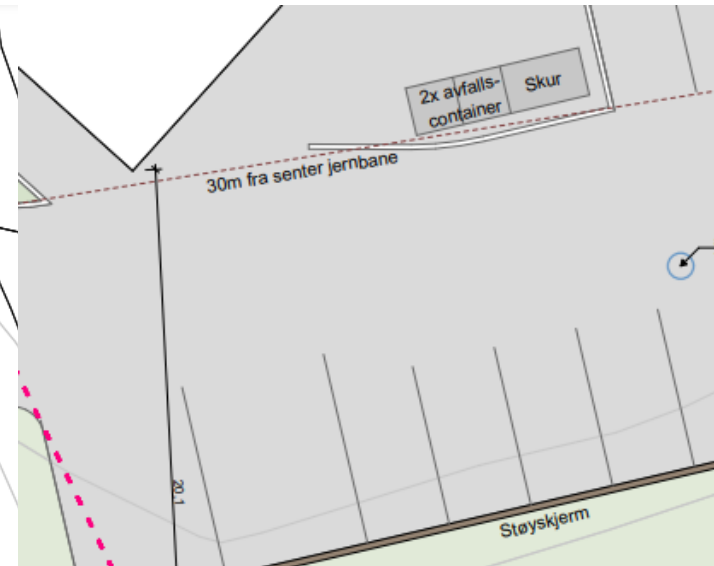 2x avfalls-
container
Skur
30m fra senter jernbane
20,1
Støyskjerm